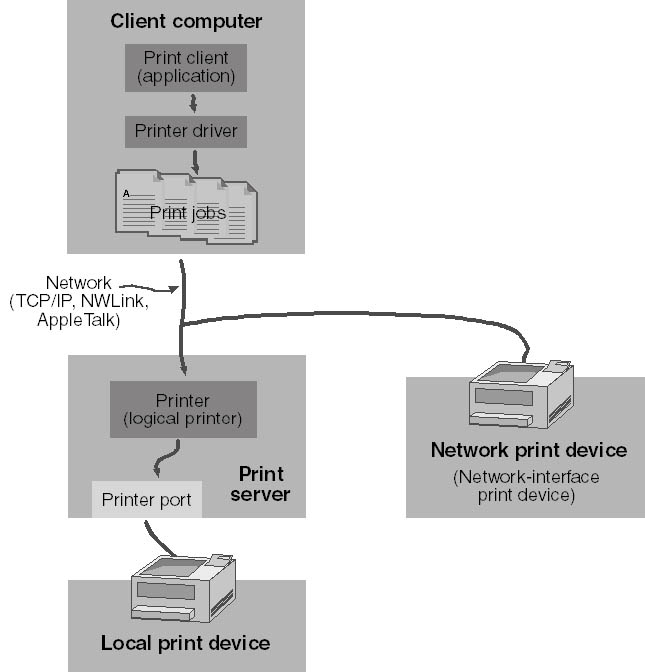 Client computer
Print client
(application)
Printer driver
A
Print jobs
Network
(TCP/IP, NWLink,
AppleTalk)
Printer
(logical printer)
Print
server
Printer port
Network print device
(Network-interface
print device)
Local print device